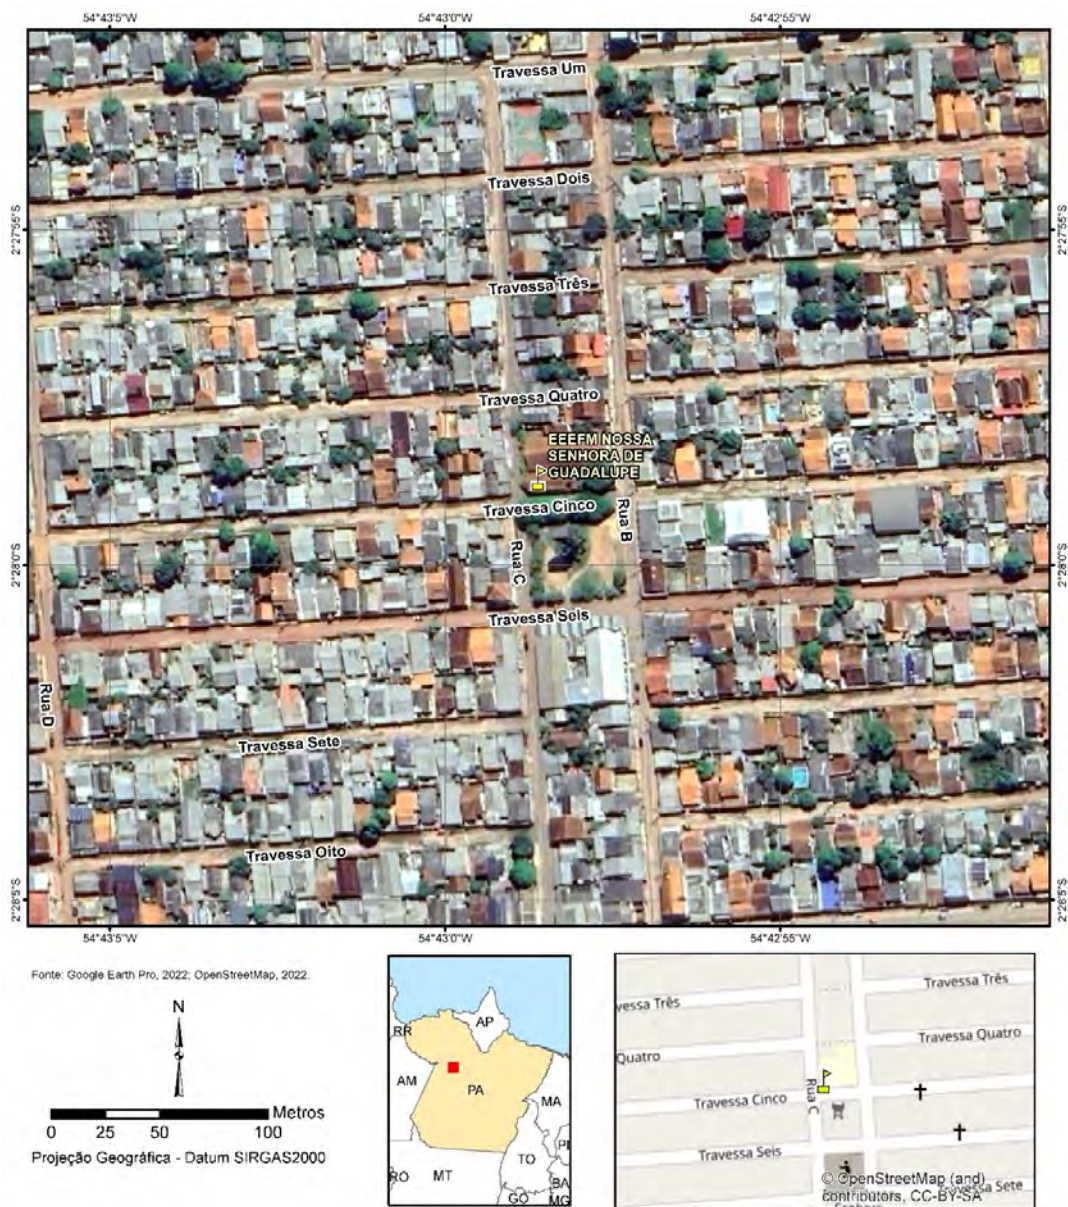 54°43'5"W
54°43'0"W
54°42'55"W
Travessa Um
Travessa Dois
2°27'55"S
2°27'55"S
Travessa Três
Travessa Quatro
EEEFM NOSSA
SENHORA DE
GUADALUPE
Travessa Cinco
Rua B
Rua C
2°28'0"S
2°28'0"S
Travessa Seis
Rua D
Travessa Sete
Travessa Oito
2°28'5"S
2°28'5"S
54°43'5"W
54°43'0"W
54°42'55"W
Fonte: Google Earth Pro, 2022; OpenStreetMap, 2022.
N
Metros
0 25 50 100
Projeção Geográfica - Datum SIRGAS2000
RR
AP
AM
PA
MA
PI
TO
RO
MT
BA
GO
MG
vessa Três
Travessa Três
Quatro
Travessa Quatro
Rua C
Travessa Cinco
Travessa Seis
© OpenStreetMap (and)
contributors, CC-BY-SA
Travessa Sete